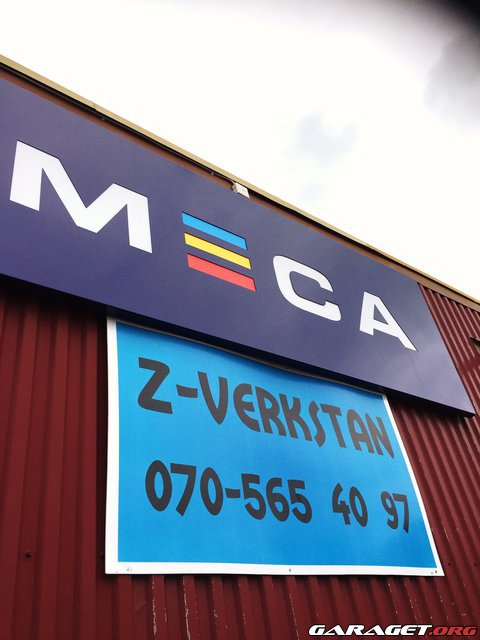 MECA
Z-VERKSTAN
070-565 40 97
GARAGET.ORG